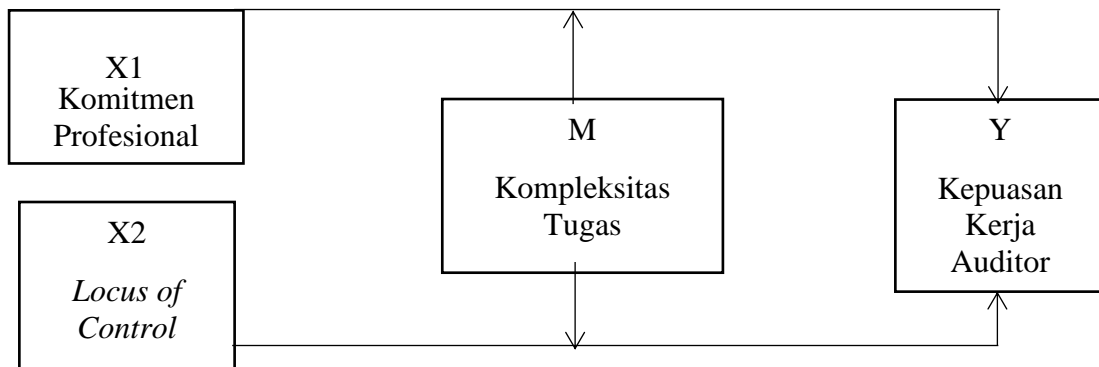 X1
Komitmen
Profesional
X2
Locus of
Control
M
Kompleksitas
Tugas
Y
Kepuasan
Kerja
Auditor